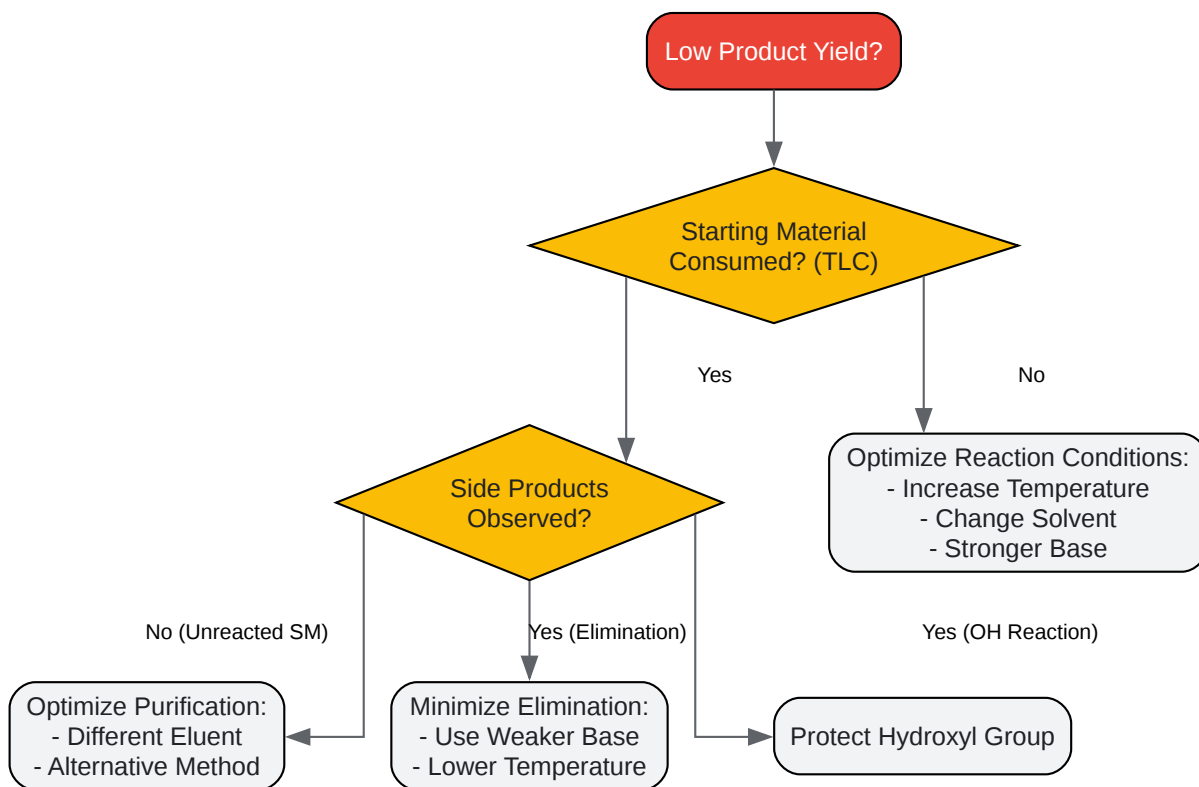 Low Product Yield?
Starting Material
Consumed? (TLC)
Yes
No
Side Products
Observed?
Optimize Reaction Conditions:
- Increase Temperature
- Change Solvent
- Stronger Base
No (Unreacted SM)
Yes (Elimination)
Yes (OH Reaction)
Optimize Purification:
- Different Eluent
- Alternative Method
Minimize Elimination:
- Use Weaker Base
- Lower Temperature
Protect Hydroxyl Group